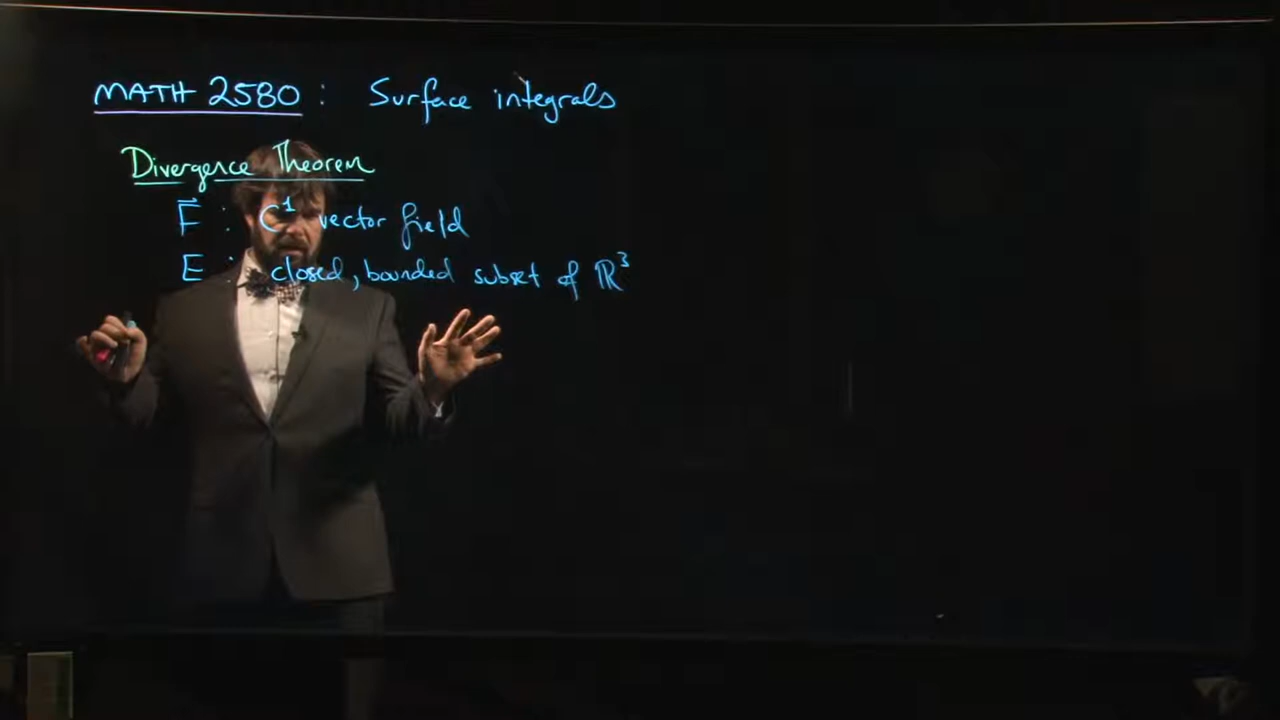 MATH 2580 : Surface integrals
Divergence Theorem
F⃗ : C¹ vector field
E : closed, bounded subset of ℝ³